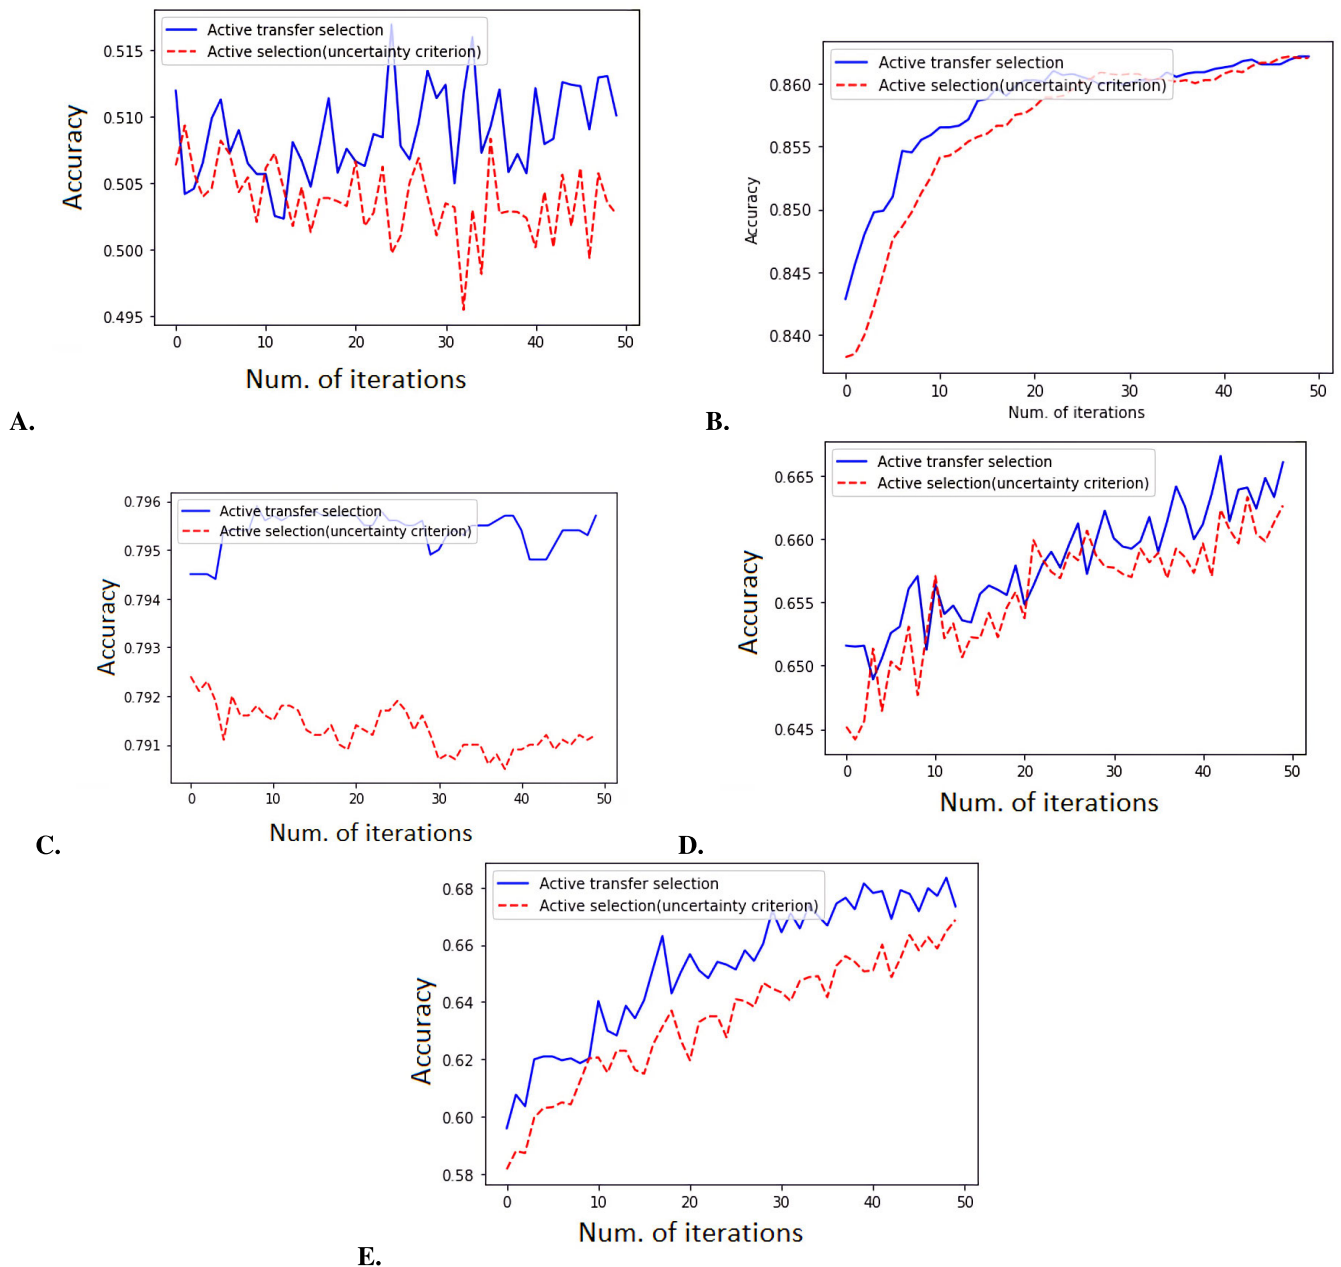 Active transfer selection
Active selection(uncertainty criterion)
0.515
0.510
0.505
0.500
0.495
Accuracy
0 10 20 30 40 50
Num. of iterations
A.
Active transfer selection
Active selection(uncertainty criterion)
0.860
0.855
0.850
0.845
0.840
Accuracy
0 10 20 30 40 50
Num. of iterations
B.
Active transfer selection
Active selection(uncertainty criterion)
0.796
0.795
0.794
0.793
0.792
0.791
Accuracy
0 10 20 30 40 50
Num. of iterations
C.
Active transfer selection
Active selection(uncertainty criterion)
0.665
0.660
0.655
0.650
0.645
Accuracy
0 10 20 30 40 50
Num. of iterations
D.
Active transfer selection
Active selection(uncertainty criterion)
0.68
0.66
0.64
0.62
0.60
0.58
Accuracy
0 10 20 30 40 50
Num. of iterations
E.